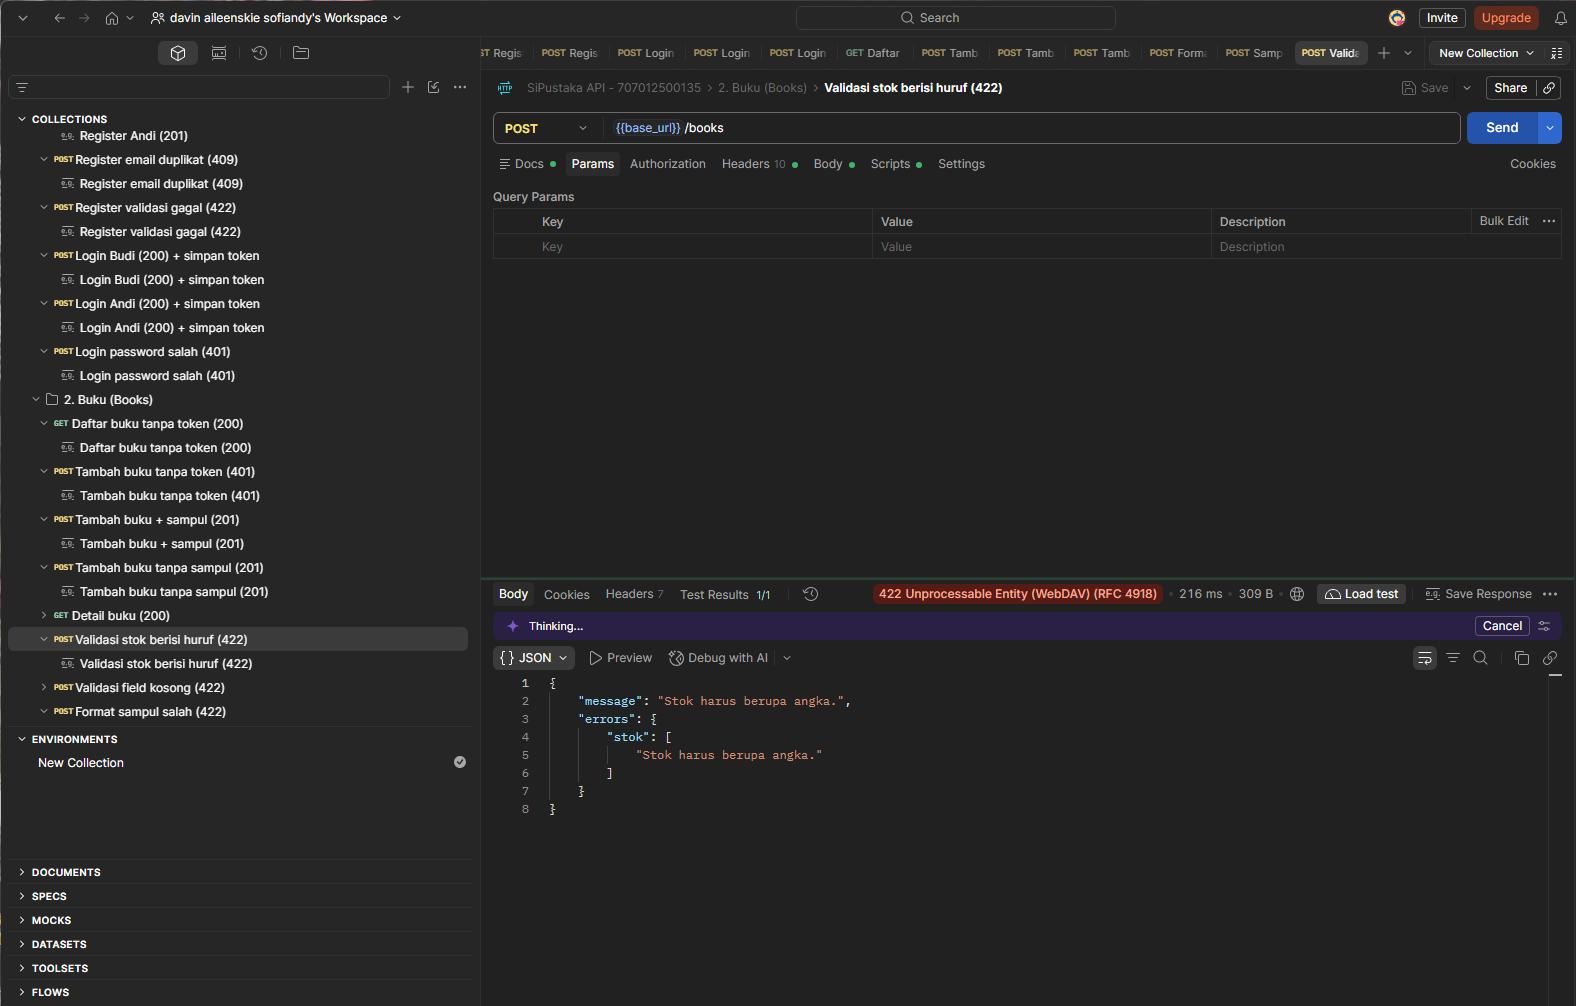 davin aileenskie sofiandy's Workspace
Search
Invite
Upgrade
ST Regis
POST Regis
POST Login
POST Login
POST Login
GET Daftar
POST Tamb
POST Tamb
POST Tamb
POST Forma
POST Samp
POST Valida
New Collection
HTTP
SiPustaka API - 707012500135
2. Buku (Books)
Validasi stok berisi huruf (422)
Save
Share
POST
{{base_url}} /books
Send
Docs
Params
Authorization
Headers 10
Body
Scripts
Settings
Cookies
Query Params
Key
Value
Description
Bulk Edit
Key
Value
Description
COLLECTIONS
e.g. Register Andi (201)
POST Register email duplikat (409)
e.g. Register email duplikat (409)
POST Register validasi gagal (422)
e.g. Register validasi gagal (422)
POST Login Budi (200) + simpan token
e.g. Login Budi (200) + simpan token
POST Login Andi (200) + simpan token
e.g. Login Andi (200) + simpan token
POST Login password salah (401)
e.g. Login password salah (401)
2. Buku (Books)
GET Daftar buku tanpa token (200)
e.g. Daftar buku tanpa token (200)
POST Tambah buku tanpa token (401)
e.g. Tambah buku tanpa token (401)
POST Tambah buku + sampul (201)
e.g. Tambah buku + sampul (201)
POST Tambah buku tanpa sampul (201)
e.g. Tambah buku tanpa sampul (201)
GET Detail buku (200)
POST Validasi stok berisi huruf (422)
e.g. Validasi stok berisi huruf (422)
POST Validasi field kosong (422)
POST Format sampul salah (422)
ENVIRONMENTS
New Collection
DOCUMENTS
SPECS
MOCKS
DATASETS
TOOLSETS
FLOWS
Body
Cookies
Headers 7
Test Results 1/1
422 Unprocessable Entity (WebDAV) (RFC 4918)
216 ms
309 B
Load test
e.g. Save Response
Thinking...
Cancel
{} JSON
Preview
Debug with AI
1 {
2 "message": "Stok harus berupa angka.",
3 "errors": {
4 "stok": [
5 "Stok harus berupa angka."
6 ]
7 }
8 }